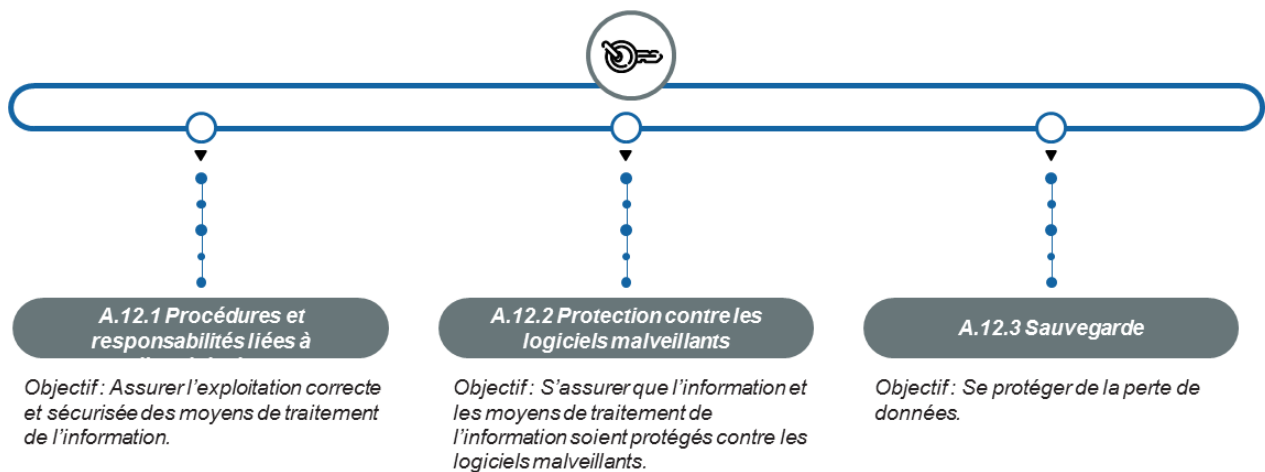 A.12.1 Procédures et
responsabilités liées à
Objectif : Assurer l'exploitation correcte
et sécurisée des moyens de traitement
de l'information.
A.12.2 Protection contre les
logiciels malveillants
Objectif : S'assurer que l'information et
les moyens de traitement de
l'information soient protégés contre les
logiciels malveillants.
A.12.3 Sauvegarde
Objectif : Se protéger de la perte de
données.